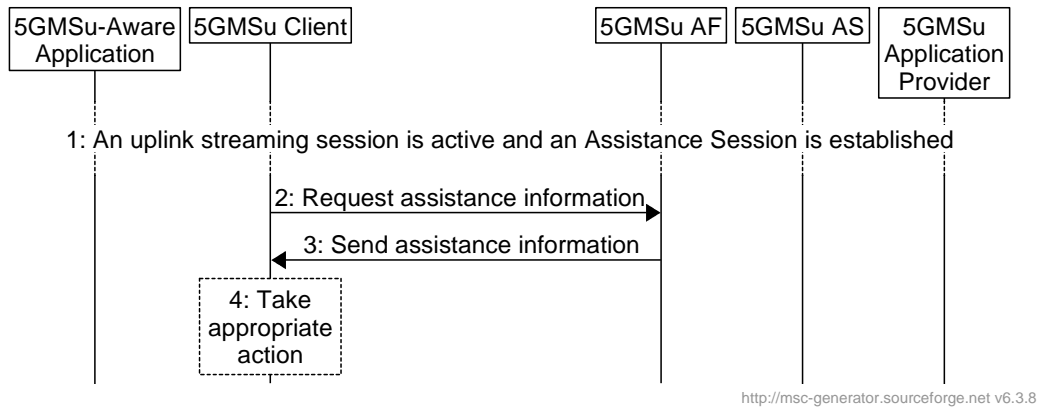 5GMSu-Aware
Application
5GMSu Client
5GMSu AF
5GMSu AS
5GMSu
Application
Provider
1: An uplink streaming session is active and an Assistance Session is established
2: Request assistance information
3: Send assistance information
4: Take
appropriate
action
http://msc-generator.sourceforge.net v6.3.8